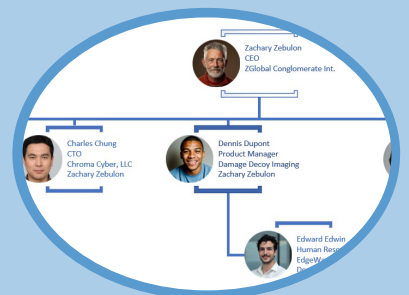 Zachary Zebulon
CEO
ZGlobal Conglomerate Int.
Charles Chung
CTO
Chroma Cyber, LLC
Zachary Zebulon
Dennis Dupont
Product Manager
Damage Decoy Imaging
Zachary Zebulon
Edward Edwin
Human